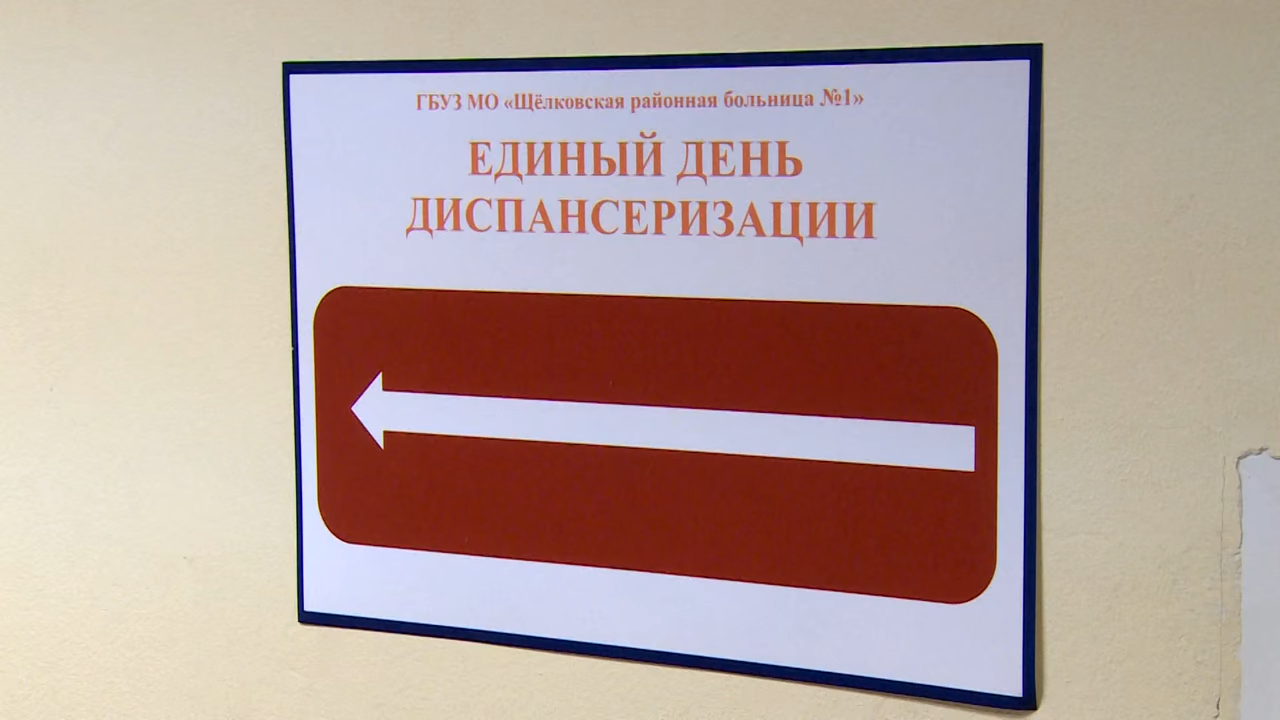 ГБУЗ МО «Щёлковская районная больница №1»
ЕДИНЫЙ ДЕНЬ
ДИСПАНСЕРИЗАЦИИ